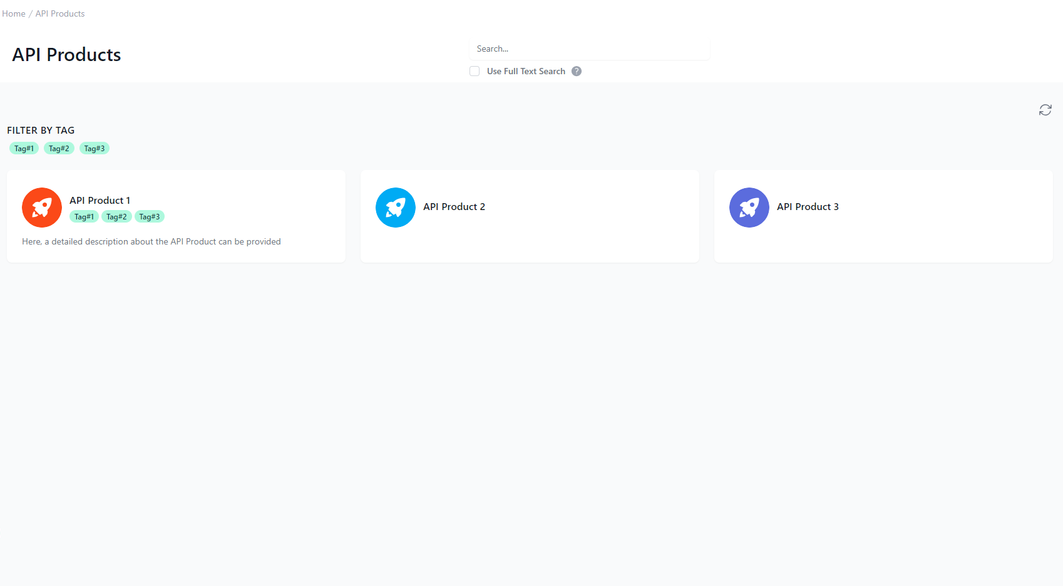 Home / API Products
API Products
Search...
Use Full Text Search ?
FILTER BY TAG
Tag#1 Tag#2 Tag#3
API Product 1
Tag#1 Tag#2 Tag#3
Here, a detailed description about the API Product can be provided
API Product 2
API Product 3